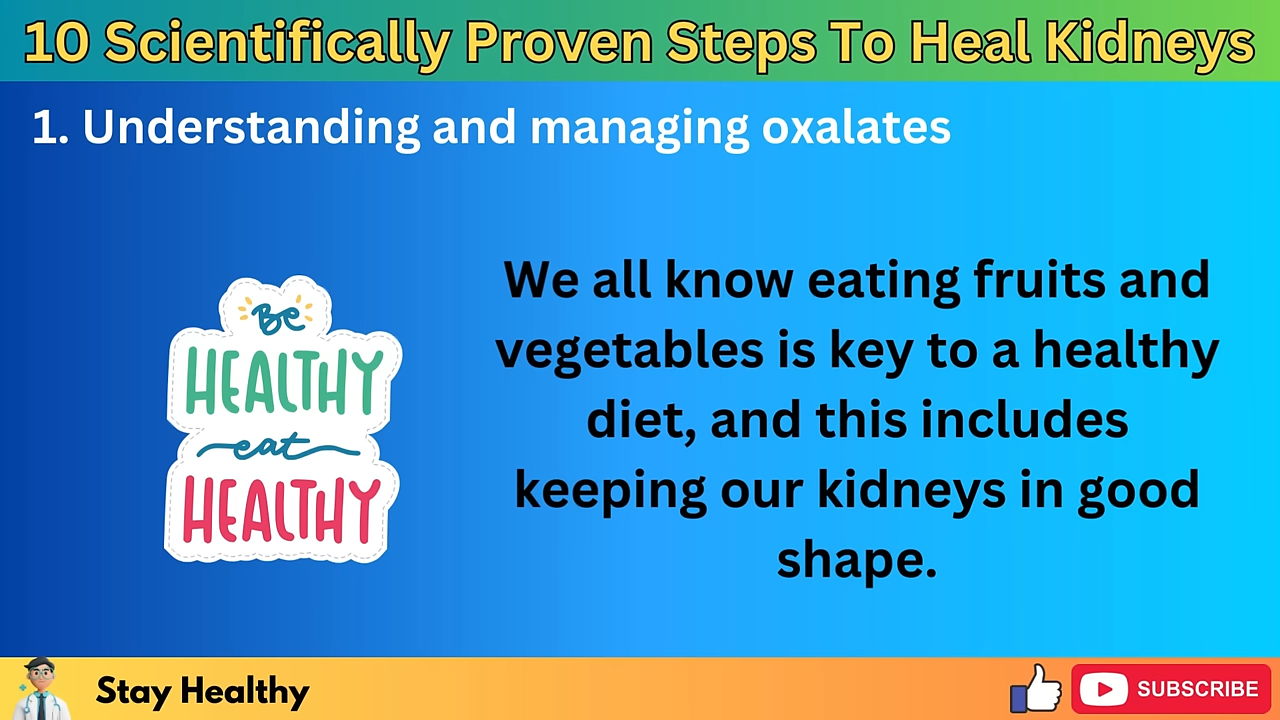 10 Scientifically Proven Steps To Heal Kidneys
1. Understanding and managing oxalates
Be
HEALTHY
eat
HEALTHY
We all know eating fruits and
vegetables is key to a healthy
diet, and this includes
keeping our kidneys in good
shape.
Stay Healthy
SUBSCRIBE